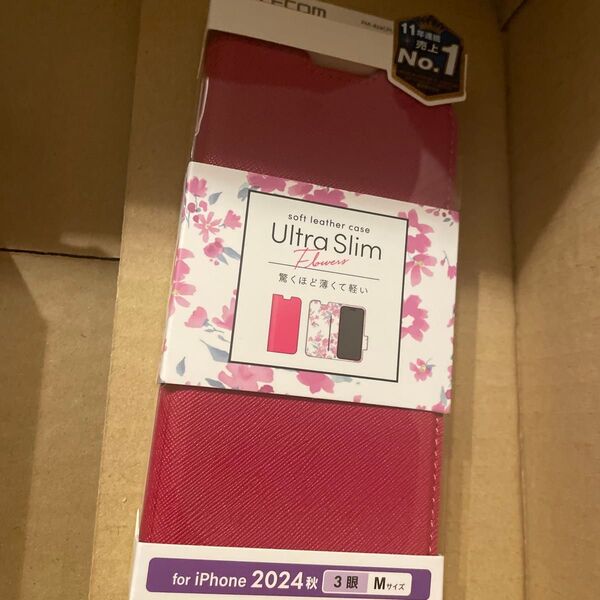 ELECOM
11年連続
売上
No.1
soft leather case
Ultra Slim
Flowers
驚くほど薄くて軽い
for iPhone 2024秋 3眼 Mサイズ